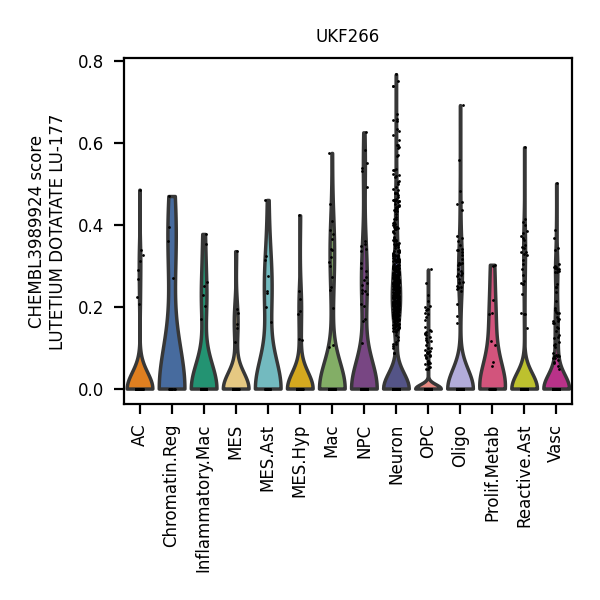 UKF266
CHEMBL3989924 score
LUTETIUM DOTATATE LU-177
0.8
0.6
0.4
0.2
0.0
AC
Chromatin.Reg
Inflammatory.Mac
MES
MES.Ast
MES.Hyp
Mac
NPC
Neuron
OPC
Oligo
Prolif.Metab
Reactive.Ast
Vasc